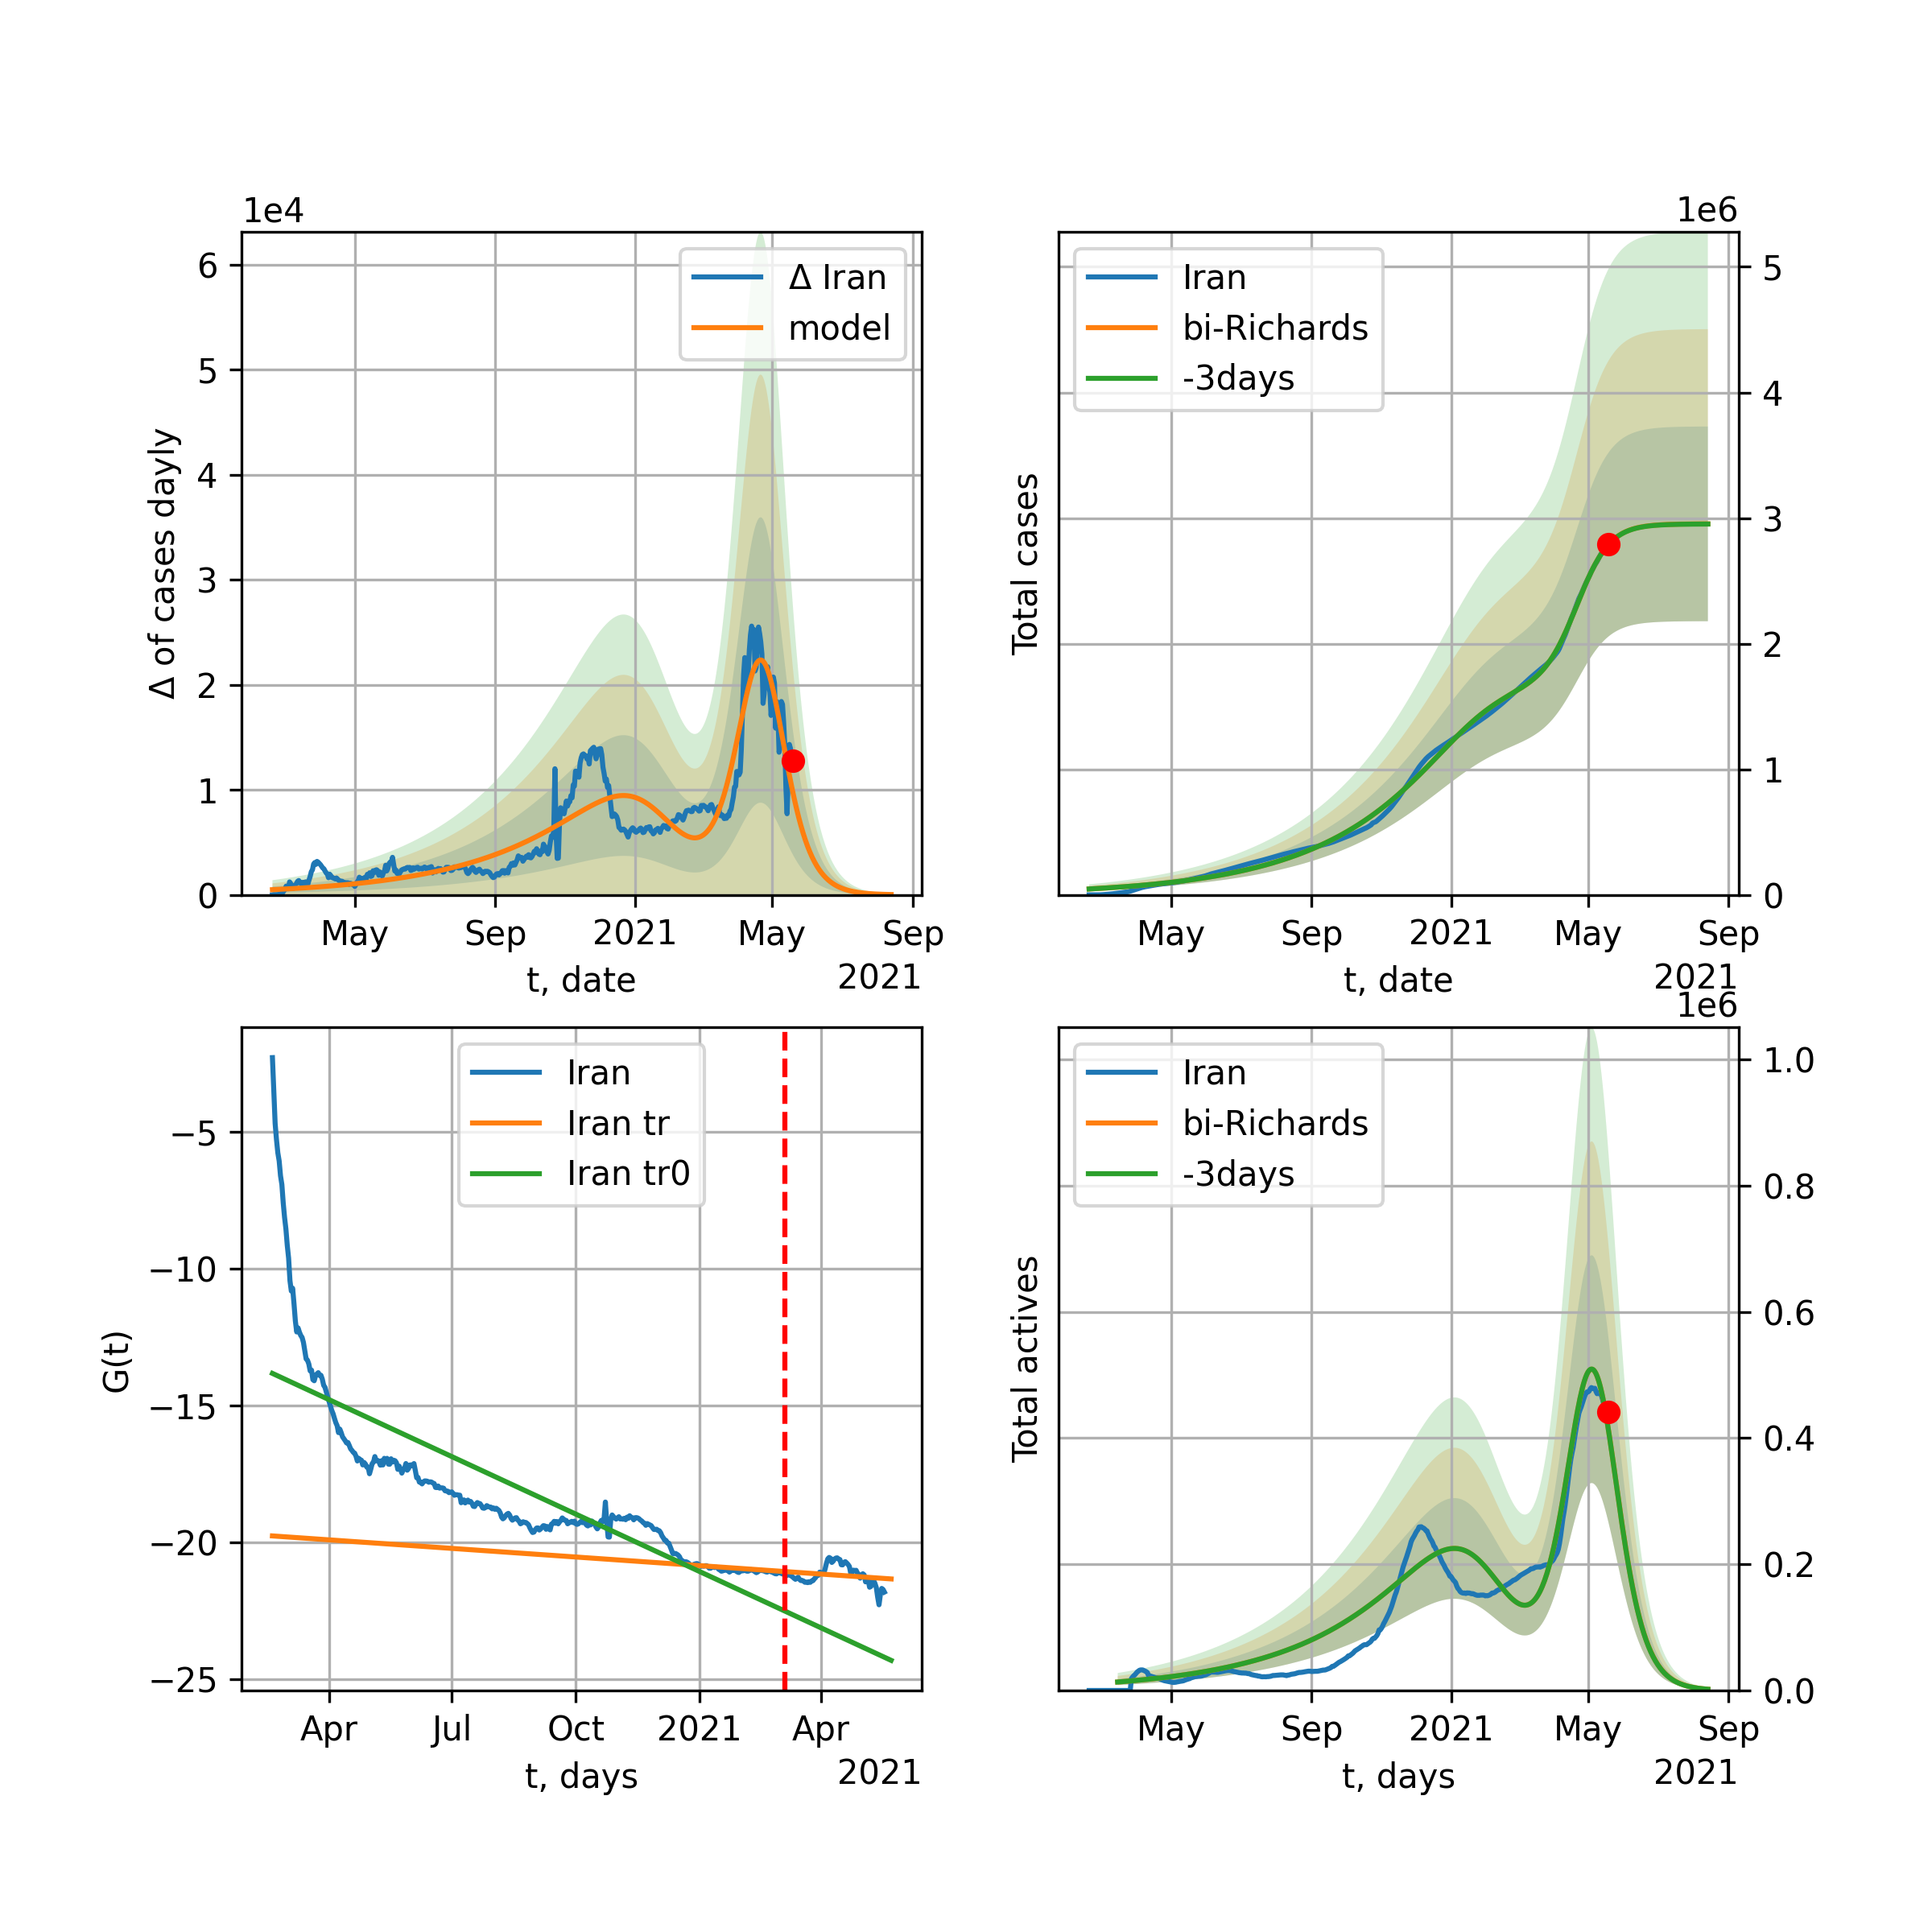 1e4
Δ of cases dayly
6
5
4
3
2
1
0
Δ Iran
model
May
Sep
2021
May
Sep
t, date
2021
1e6
Total cases
Iran
bi-Richards
-3days
5
4
3
2
1
0
May
Sep
2021
May
Sep
t, date
2021
G(t)
−5
−10
−15
−20
−25
Iran
Iran tr
Iran tr0
Apr
Jul
Oct
2021
Apr
t, days
2021
1e6
Total actives
Iran
bi-Richards
-3days
1.0
0.8
0.6
0.4
0.2
0.0
May
Sep
2021
May
Sep
t, days
2021